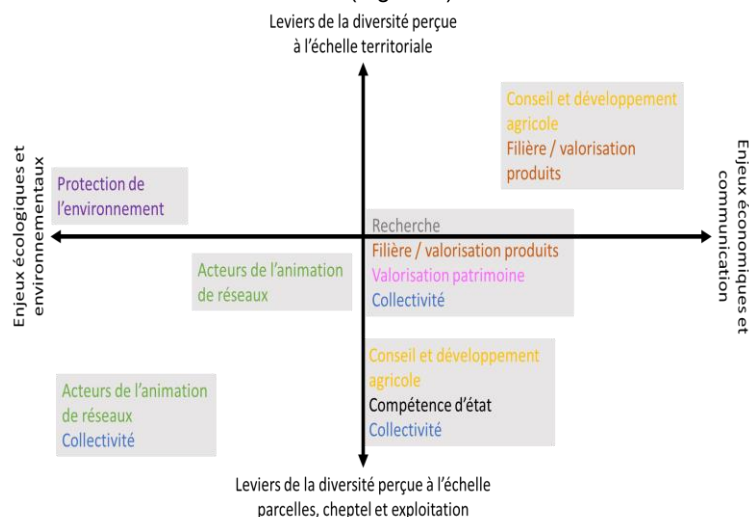 Leviers de la diversité perçue
à l'échelle territoriale
Conseil et développement
agricole
Filière / valorisation
produits
Enjeux écologiques et
environnementaux
Enjeux économiques et
communication
Protection de
l'environnement
Recherche
Filière / valorisation produits
Valorisation patrimoine
Collectivité
Acteurs de l'animation
de réseaux
Conseil et développement
agricole
Compétence d'état
Collectivité
Acteurs de l'animation
de réseaux
Collectivité
Leviers de la diversité perçue à l'échelle
parcelles, cheptel et exploitation